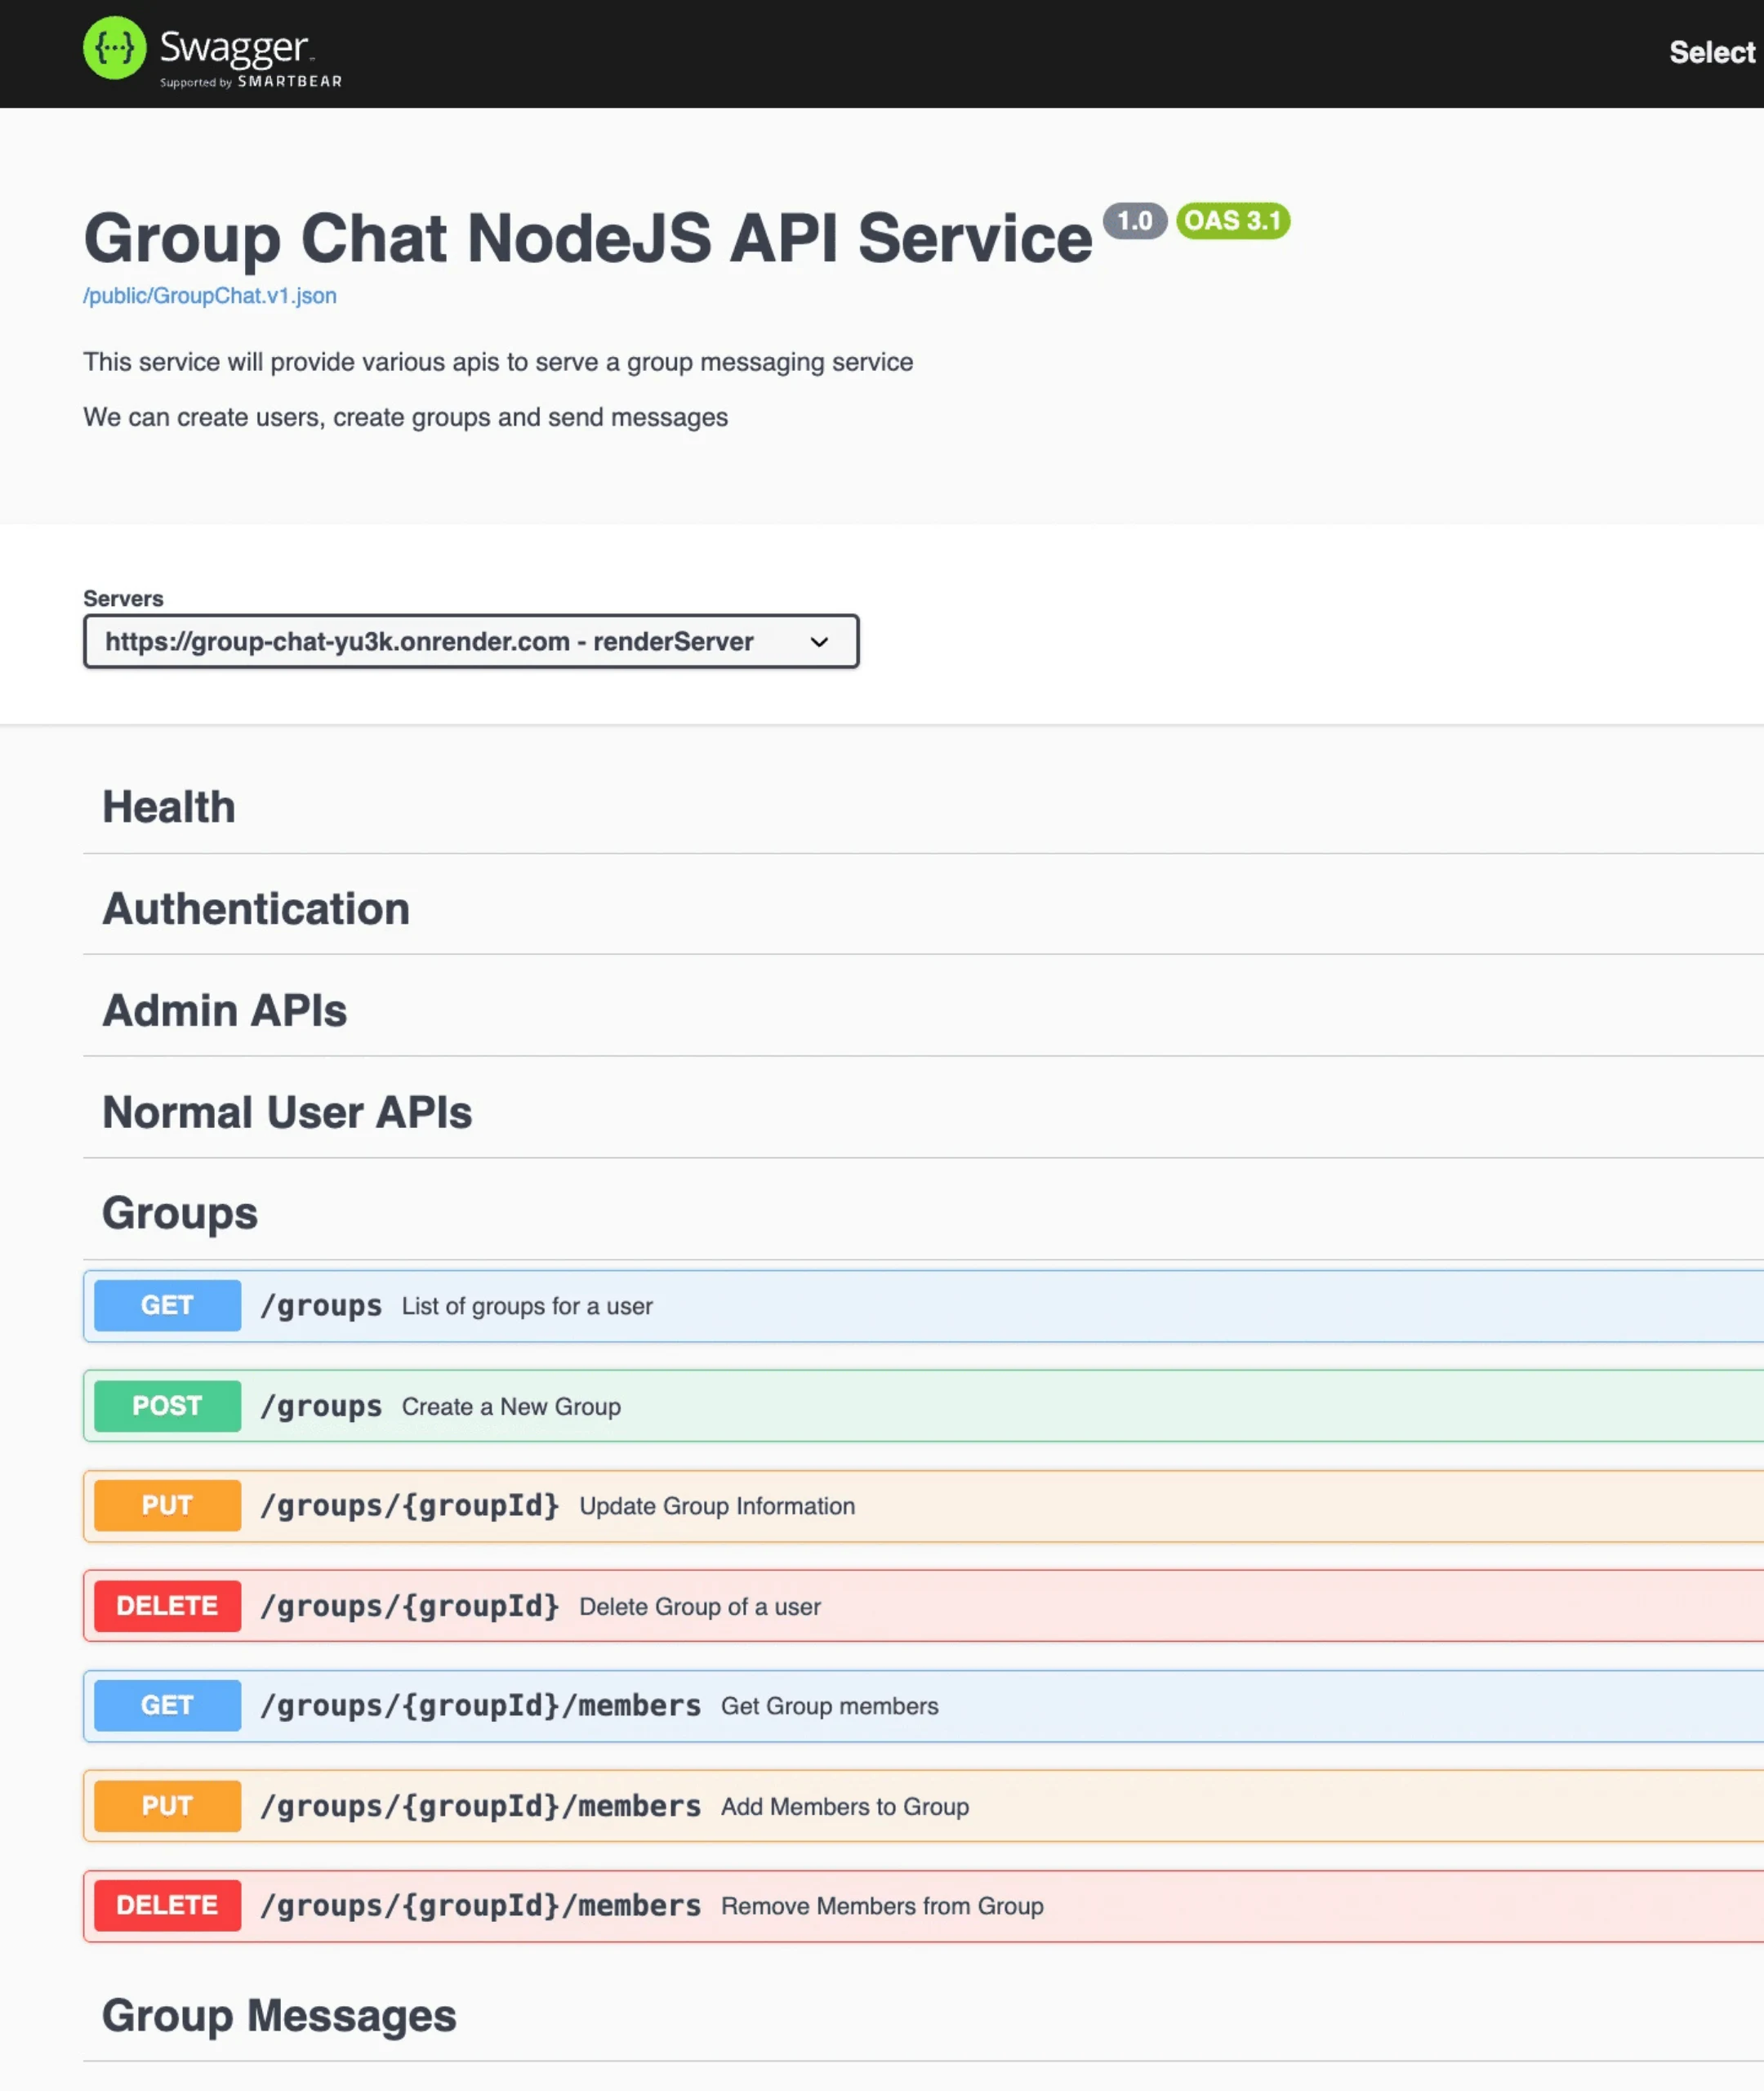 {...} Swagger
Supported by SMARTBEAR
Select
Group Chat NodeJS API Service 1.0 OAS 3.1
/public/GroupChat.v1.json
This service will provide various apis to serve a group messaging service
We can create users, create groups and send messages
Servers
https://group-chat-yu3k.onrender.com - renderServer
Health
Authentication
Admin APIs
Normal User APIs
Groups
GET /groups List of groups for a user
POST /groups Create a New Group
PUT /groups/{groupId} Update Group Information
DELETE /groups/{groupId} Delete Group of a user
GET /groups/{groupId}/members Get Group members
PUT /groups/{groupId}/members Add Members to Group
DELETE /groups/{groupId}/members Remove Members from Group
Group Messages